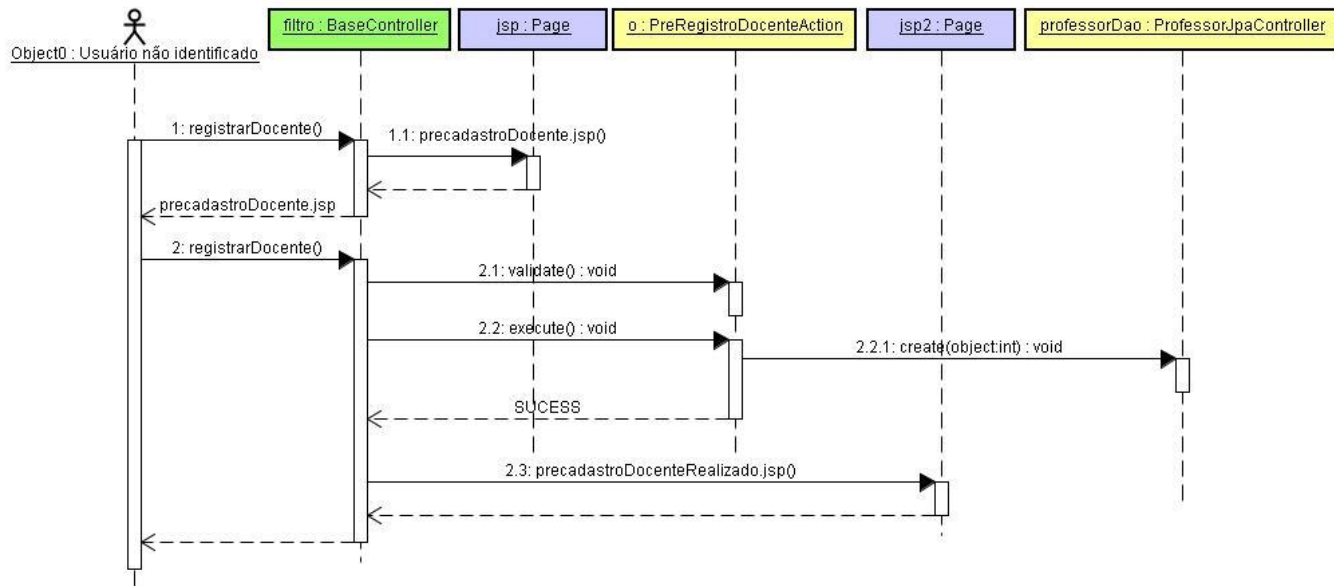 filtro : BaseController
jsp : Page
o : PreRegistroDocenteAction
jsp2 : Page
professorDao : ProfessorJpaController
Object0 : Usuário não identificado
1: registrarDocente()
1.1: precadastroDocente.jsp()
precadastroDocente.jsp
2: registrarDocente()
2.1: validate() : void
2.2: execute() : void
2.2.1: create(object:int) : void
SUCESS
2.3: precadastroDocenteRealizado.jsp()